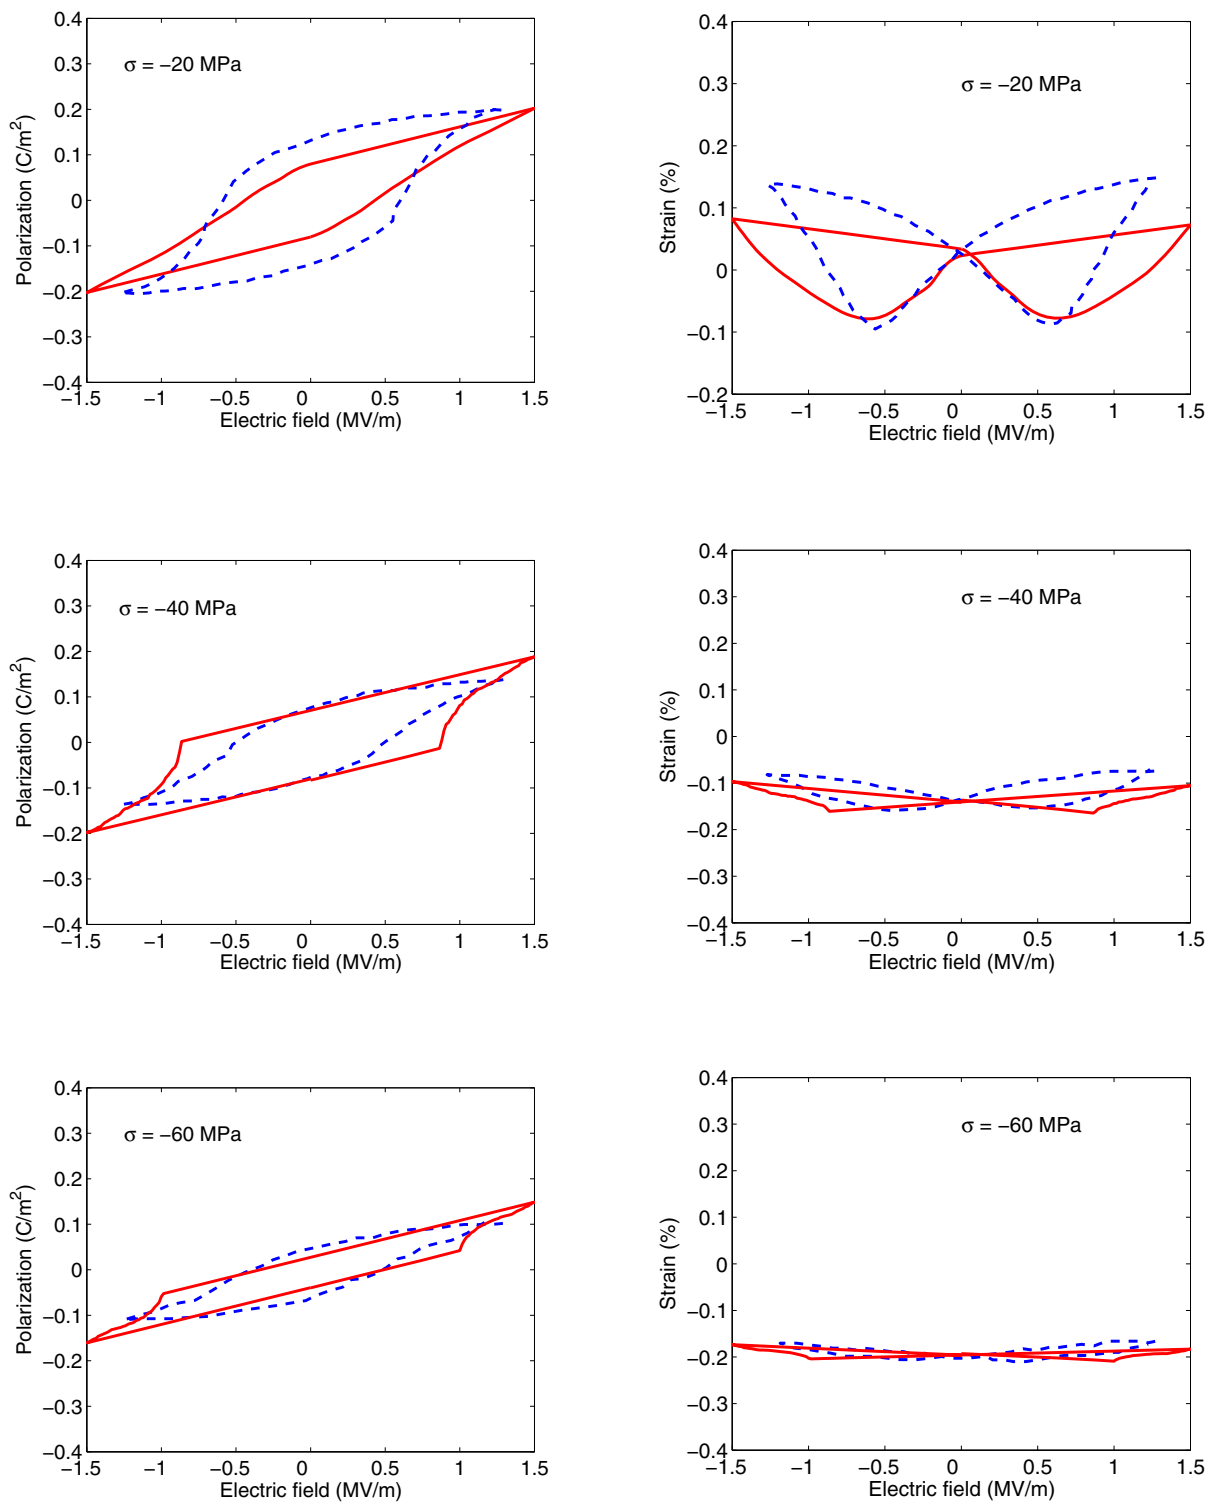 σ = −20 MPa
0.4
0.3
0.2
0.1
0
−0.1
−0.2
−0.3
−0.4
Polarization (C/m²)
−1.5 −1 −0.5 0 0.5 1 1.5
Electric field (MV/m)
σ = −20 MPa
0.4
0.3
0.2
0.1
0
−0.1
−0.2
Strain (%)
−1.5 −1 −0.5 0 0.5 1 1.5
Electric field (MV/m)
σ = −40 MPa
0.4
0.3
0.2
0.1
0
−0.1
−0.2
−0.3
−0.4
Polarization (C/m²)
−1.5 −1 −0.5 0 0.5 1 1.5
Electric field (MV/m)
σ = −40 MPa
0.4
0.3
0.2
0.1
0
−0.1
−0.2
−0.3
−0.4
Strain (%)
−1.5 −1 −0.5 0 0.5 1 1.5
Electric field (MV/m)
σ = −60 MPa
0.4
0.3
0.2
0.1
0
−0.1
−0.2
−0.3
−0.4
Polarization (C/m²)
−1.5 −1 −0.5 0 0.5 1 1.5
Electric field (MV/m)
σ = −60 MPa
0.4
0.3
0.2
0.1
0
−0.1
−0.2
−0.3
−0.4
Strain (%)
−1.5 −1 −0.5 0 0.5 1 1.5
Electric field (MV/m)